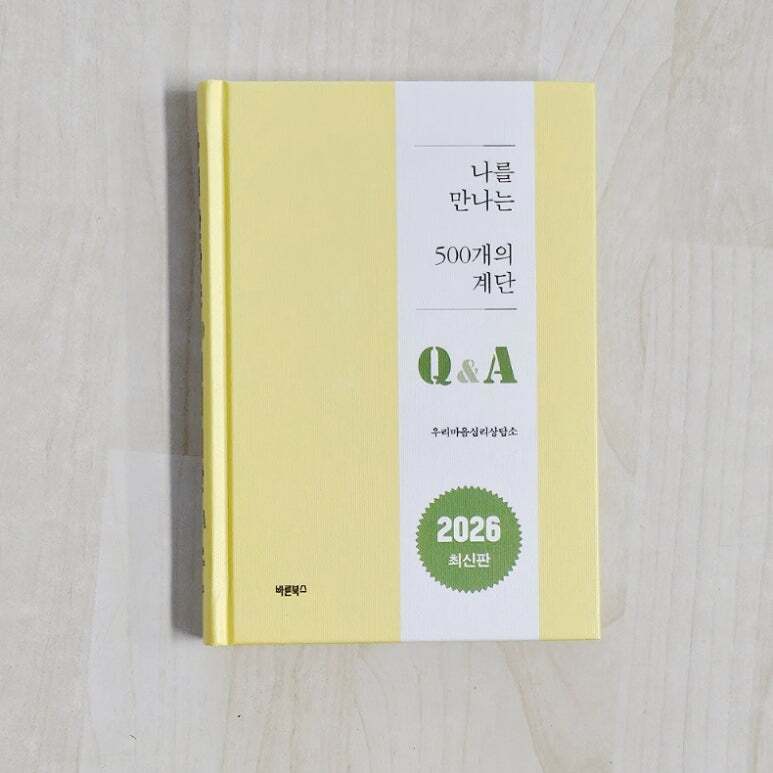 나를
만나는
500개의
계단
Q & A
우리마음심리상담소
2026
최신판
바른북스